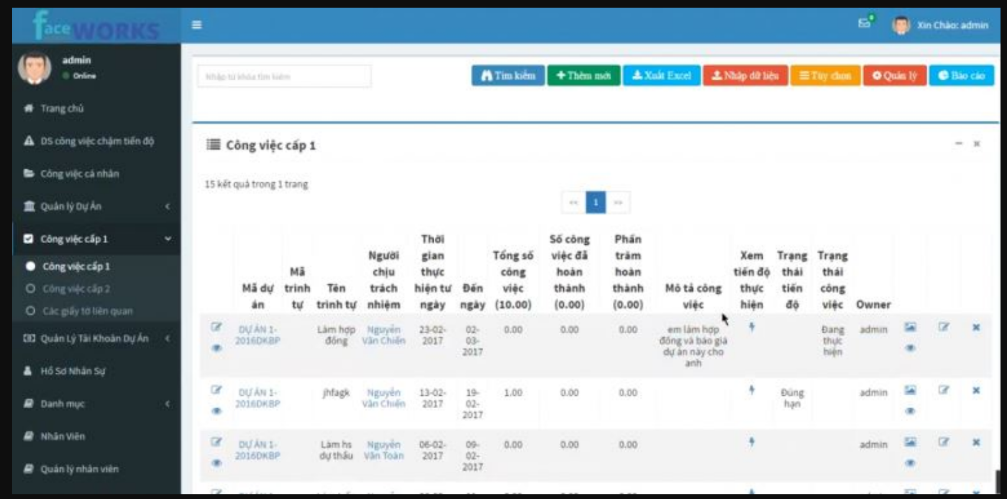 faceWORKS
Xin Chào: admin
admin
Online
Nhập từ khóa tìm kiếm
Tìm kiếm
Thêm mới
Xuất Excel
Nhập dữ liệu
Tùy chọn
Quản lý
Báo cáo
Trang chủ
DS công việc chậm tiến độ
Công việc cá nhân
Quản lý Dự Án
Công việc cấp 1
Công việc cấp 1
Công việc cấp 2
Các giấy tờ liên quan
Quản Lý Tài Khoản Dự Án
Hồ Sơ Nhân Sự
Danh mục
Nhân Viên
Quản lý nhân viên
Công việc cấp 1
15 kết quả trong 1 trang
<< 1 >>
Mã dự án
Mã trình tự
Tên trình tự
Người chịu trách nhiệm
Thời gian thực hiện từ ngày
Đến ngày
Tổng số công việc (10.00)
Số công việc đã hoàn thành (0.00)
Phần trăm hoàn thành (0.00)
Mô tả công việc
Xem tiến độ thực hiện
Trạng thái tiến độ
Trạng thái công việc
Owner
DỰ ÁN 1-2016DKBP
Làm hợp đồng
Nguyễn Văn Chiến
23-02-2017
02-03-2017
0.00
0.00
0.00
em làm hợp đồng và báo giá dự án này cho anh
Đang thực hiện
admin
DỰ ÁN 1-2016DKBP
jhfagk
Nguyễn Văn Chiến
13-02-2017
19-02-2017
1.00
0.00
0.00
Đúng hạn
admin
DỰ ÁN 1-2016DKBP
Làm hs dự thầu
Nguyễn Văn Toàn
06-02-2017
09-02-2017
0.00
0.00
0.00
admin